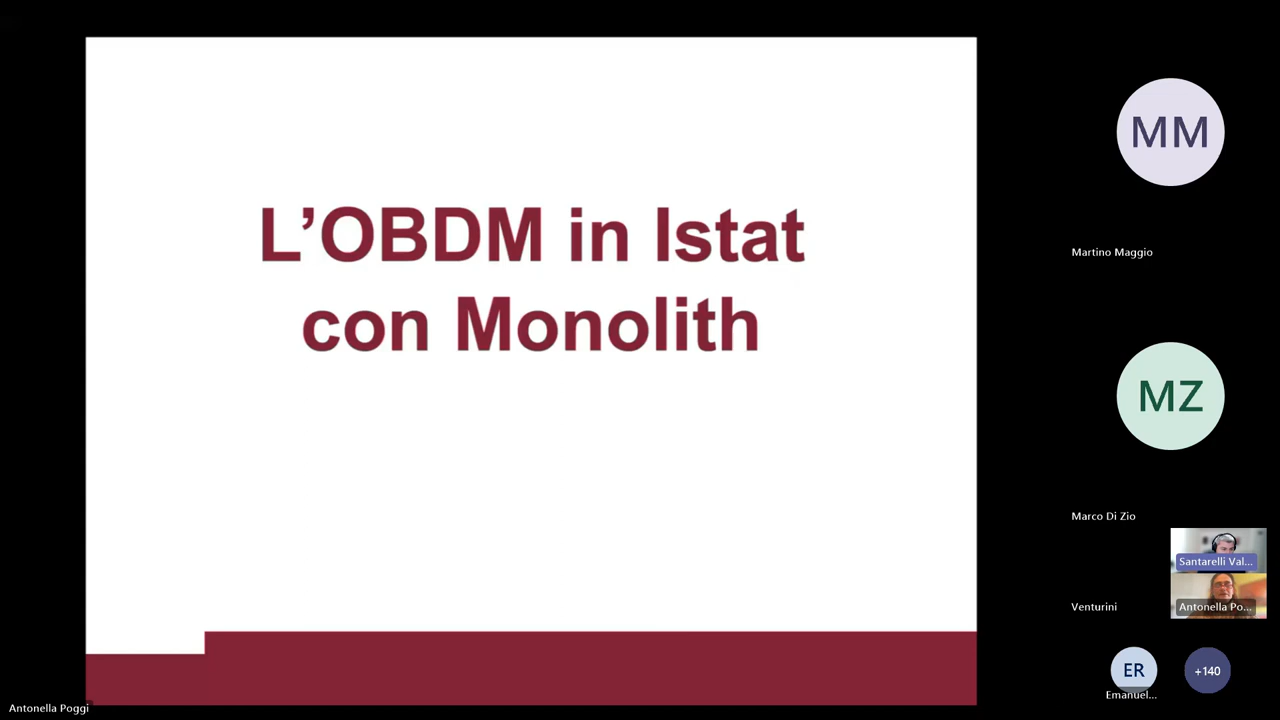 L'OBDM in Istat
con Monolith
MM
Martino Maggio
MZ
Marco Di Zio
Santarelli Val...
Venturini
Antonella Po...
ER
+140
Emanuel...
Antonella Poggi